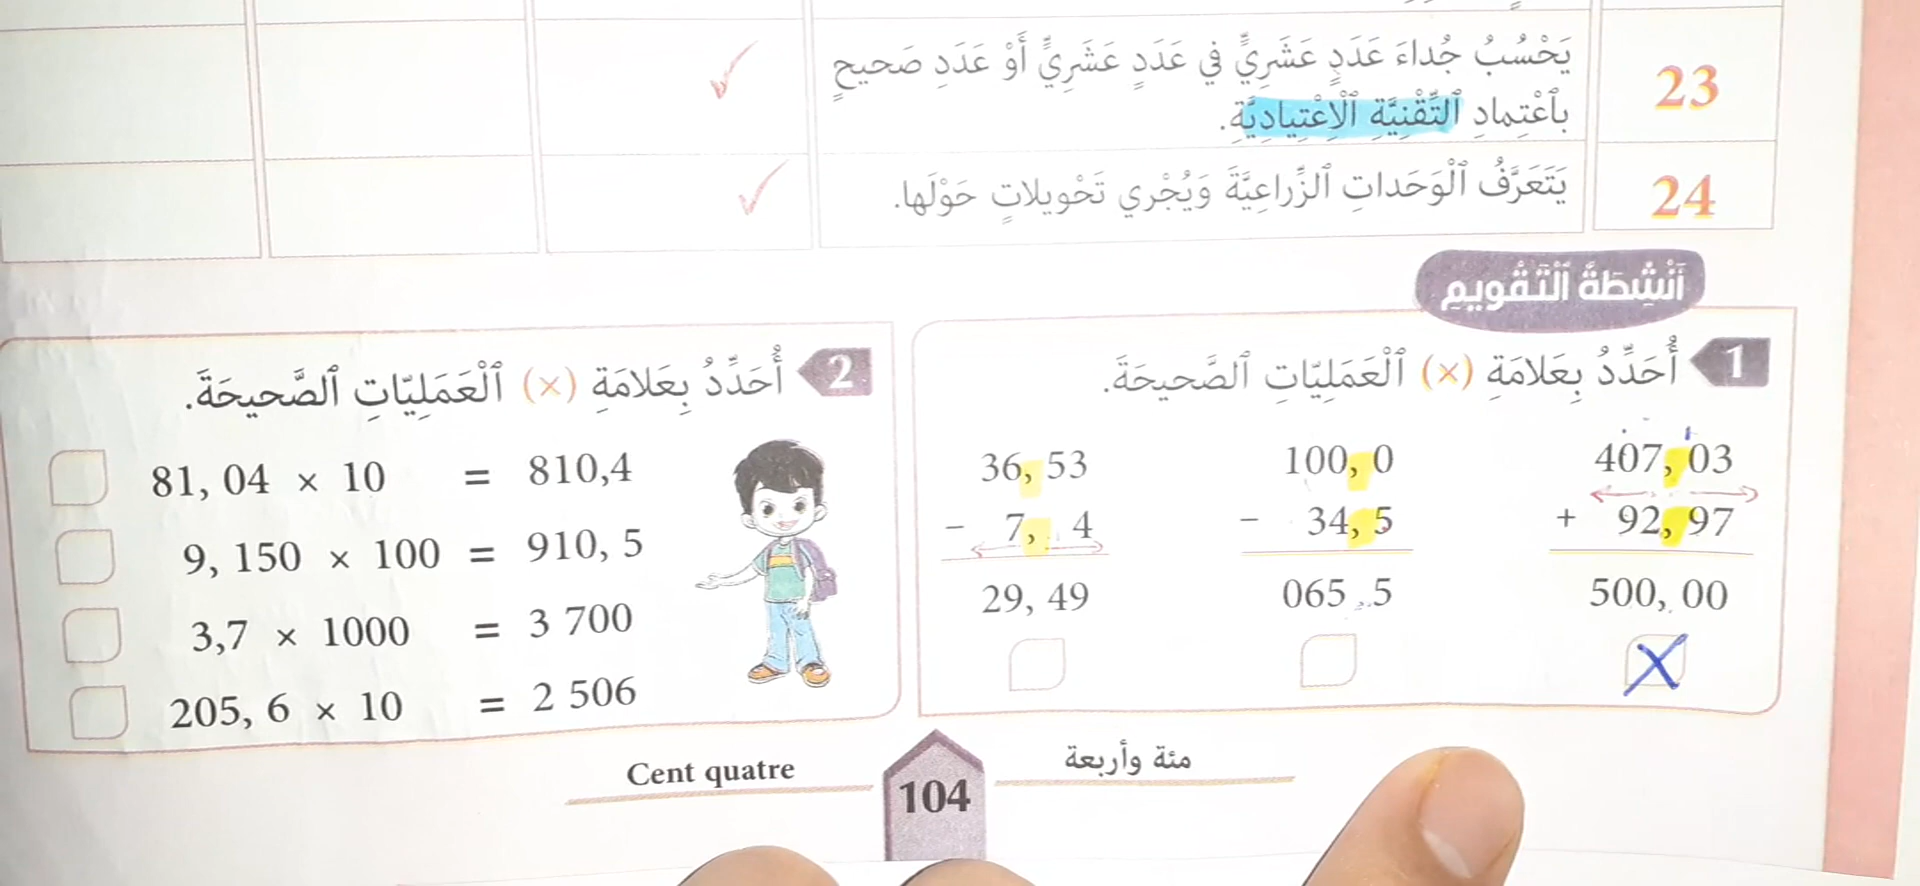 23 يَحْسُبُ جُداءَ عَدَدٍ عَشَرِيٍّ في عَدَدٍ عَشَرِيٍّ أَوْ عَدَدٍ صَحيحٍ
بِٱعْتِمادِ ٱلتِّقْنِيَّةِ ٱلْاِعْتِيادِيَّةِ.
24 يَتَعَرَّفُ ٱلْوَحَداتِ ٱلزِّراعِيَّةَ وَيُجْري تَحْويلاتٍ حَوْلَها.
أَنْشِطَةُ ٱلتَّقْويمِ
1 أُحَدِّدُ بِعَلامَةِ (×) ٱلْعَمَلِيّاتِ ٱلصَّحيحَةَ.
407, 03
+ 92, 97
500, 00
X
100, 0
- 34, 5
065 , 5
36, 53
- 7, 4
29, 49
2 أُحَدِّدُ بِعَلامَةِ (×) ٱلْعَمَلِيّاتِ ٱلصَّحيحَةَ.
81, 04 × 10 = 810,4
9, 150 × 100 = 910, 5
3,7 × 1000 = 3 700
205, 6 × 10 = 2 506
مئة وأربعة
104
Cent quatre